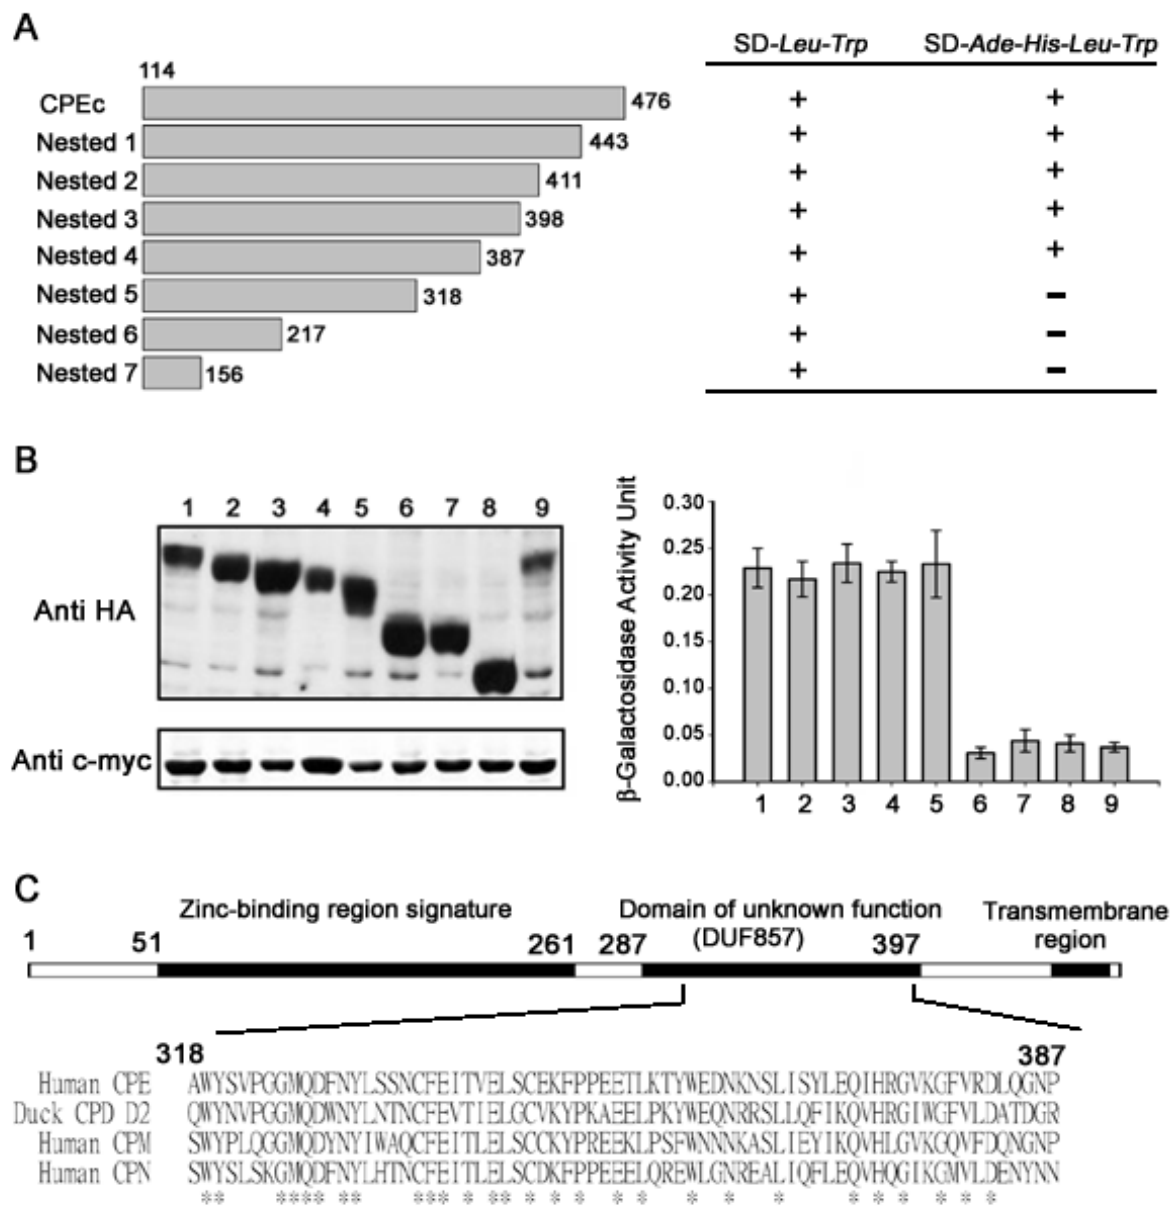 A
SD-Leu-Trp SD-Ade-His-Leu-Trp
114
CPEc 476 + +
Nested 1 443 + +
Nested 2 411 + +
Nested 3 398 + +
Nested 4 387 + +
Nested 5 318 + −
Nested 6 217 + −
Nested 7 156 + −
B
1 2 3 4 5 6 7 8 9
Anti HA
Anti c-myc
β-Galactosidase Activity Unit
0.30
0.25
0.20
0.15
0.10
0.05
0.00
1 2 3 4 5 6 7 8 9
C
Zinc-binding region signature Domain of unknown function (DUF857) Transmembrane region
1 51 261 287 397
318 387
Human CPE AWYSVPGGMQDFNYLSSNCFEITVELSCEKFPPEETLKTYWEDNKNSLISYLEQIHRGVKGFVRDLQGNP
Duck CPD D2 QWYNVPGGMQDWNYLNTNCFEVTIELGCVKYPKAEELPKYWEQNRRSLLQFIKQVHRGIWGFVLDATDGR
Human CPM SWYPLQGGMQDYNYIWAQCFEITLELSCCKYPREEKLPSFWNNNKASLIEYIKQVHLGVKGQVFDQNGNP
Human CPN SWYSLSKGMQDFNYLHTNCFEITLELSCDKFPPEEELQREWLGNREALIQFLEQVHQGIKGMVLDENYNN
** **** ** *** * ** * * * * * * * * * * * *